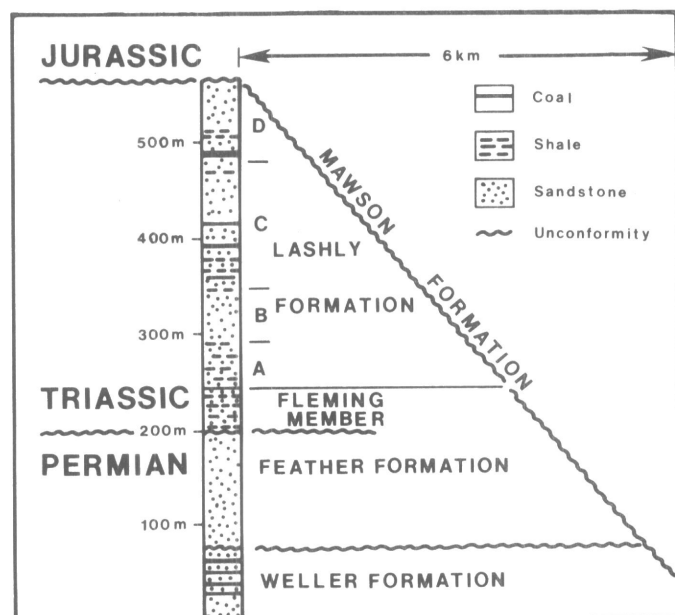 JURASSIC
6km
Coal
Shale
Sandstone
Unconformity
500m
D
MAWSON FORMATION
400m
C
LASHLY
FORMATION
300m
B
A
TRIASSIC
FLEMING
MEMBER
200m
PERMIAN
FEATHER FORMATION
100m
WELLER FORMATION